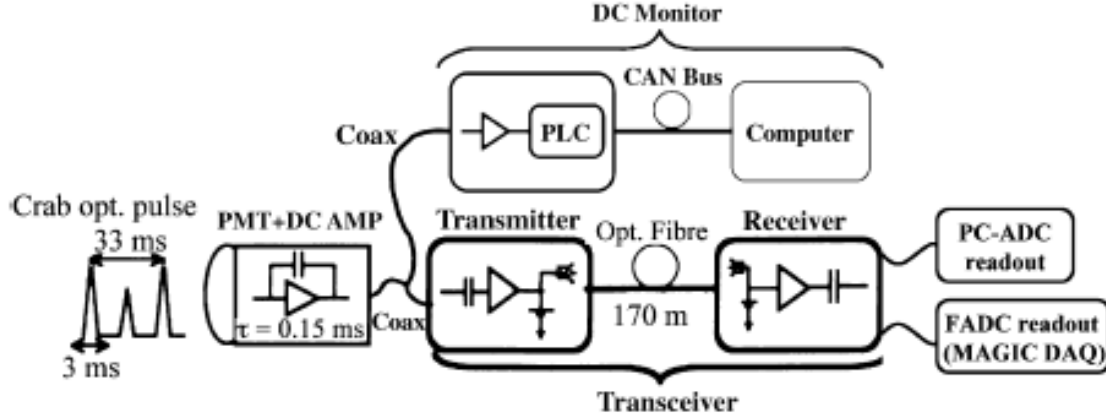 DC Monitor
CAN Bus
PLC
Computer
Coax
Crab opt. pulse
33 ms
3 ms
PMT+DC AMP
τ = 0.15 ms
Coax
Transmitter
Opt. Fibre
170 m
Receiver
Transceiver
PC-ADC
readout
FADC readout
(MAGIC DAQ)